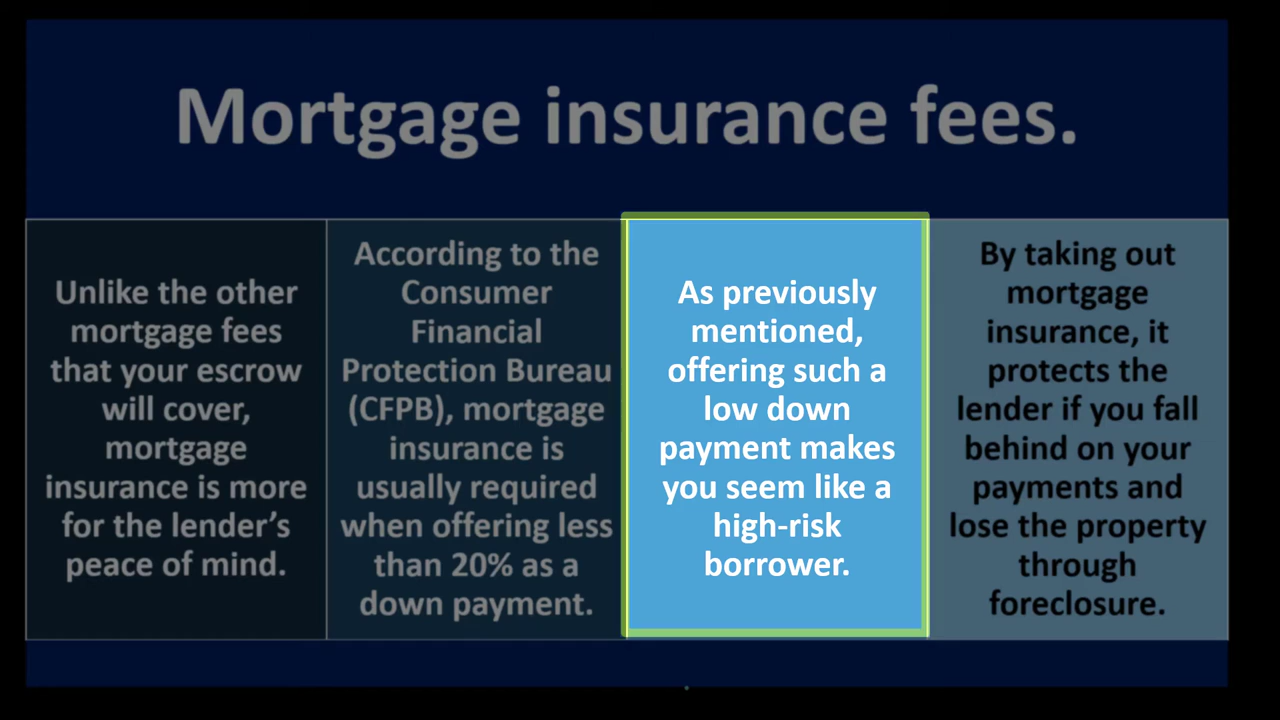 Mortgage insurance fees.
Unlike the other
mortgage fees
that your escrow
will cover,
mortgage
insurance is more
for the lender’s
peace of mind.
According to the
Consumer
Financial
Protection Bureau
(CFPB), mortgage
insurance is
usually required
when offering less
than 20% as a
down payment.
As previously
mentioned,
offering such a
low down
payment makes
you seem like a
high-risk
borrower.
By taking out
mortgage
insurance, it
protects the
lender if you fall
behind on your
payments and
lose the property
through
foreclosure.